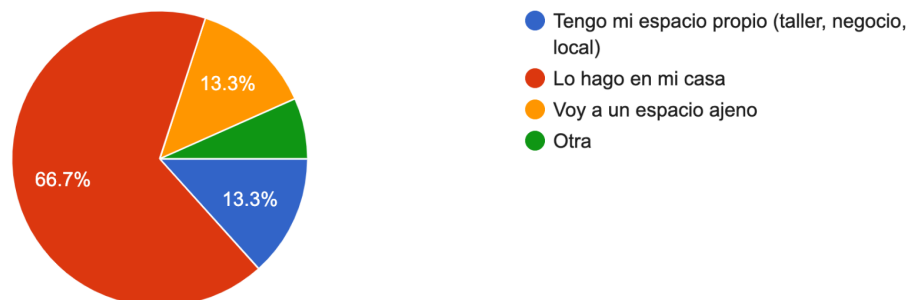 13.3%
66.7%
13.3%
Tengo mi espacio propio (taller, negocio,
local)
Lo hago en mi casa
Voy a un espacio ajeno
Otra